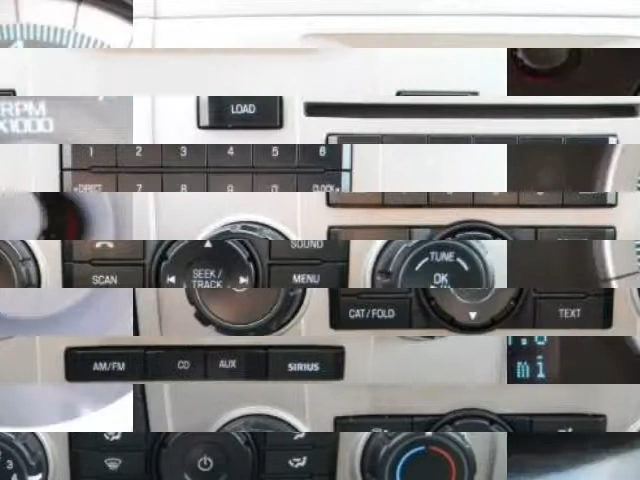 RPM
X1000
LOAD
1 2 3 4 5 6
DIRECT 7 8 9 0 CLOCK
SOUND
TUNE
SCAN SEEK/ MENU OK
TRACK
CAT/FOLD TEXT
AM/FM CD AUX SIRIUS
mi
3